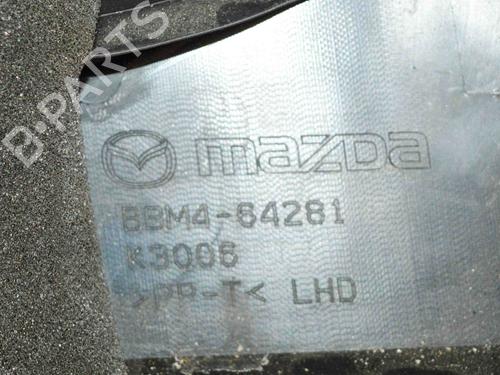 B-PARTS
mazda
BBM4-64281
K3006
>PP-T< LHD